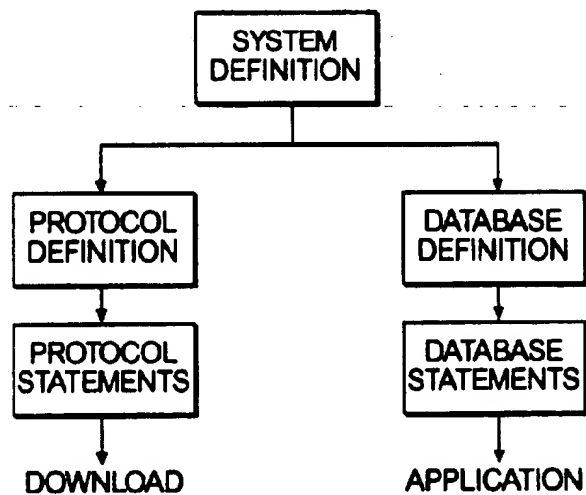 SYSTEM
DEFINITION
PROTOCOL
DEFINITION
DATABASE
DEFINITION
PROTOCOL
STATEMENTS
DATABASE
STATEMENTS
DOWNLOAD
APPLICATION